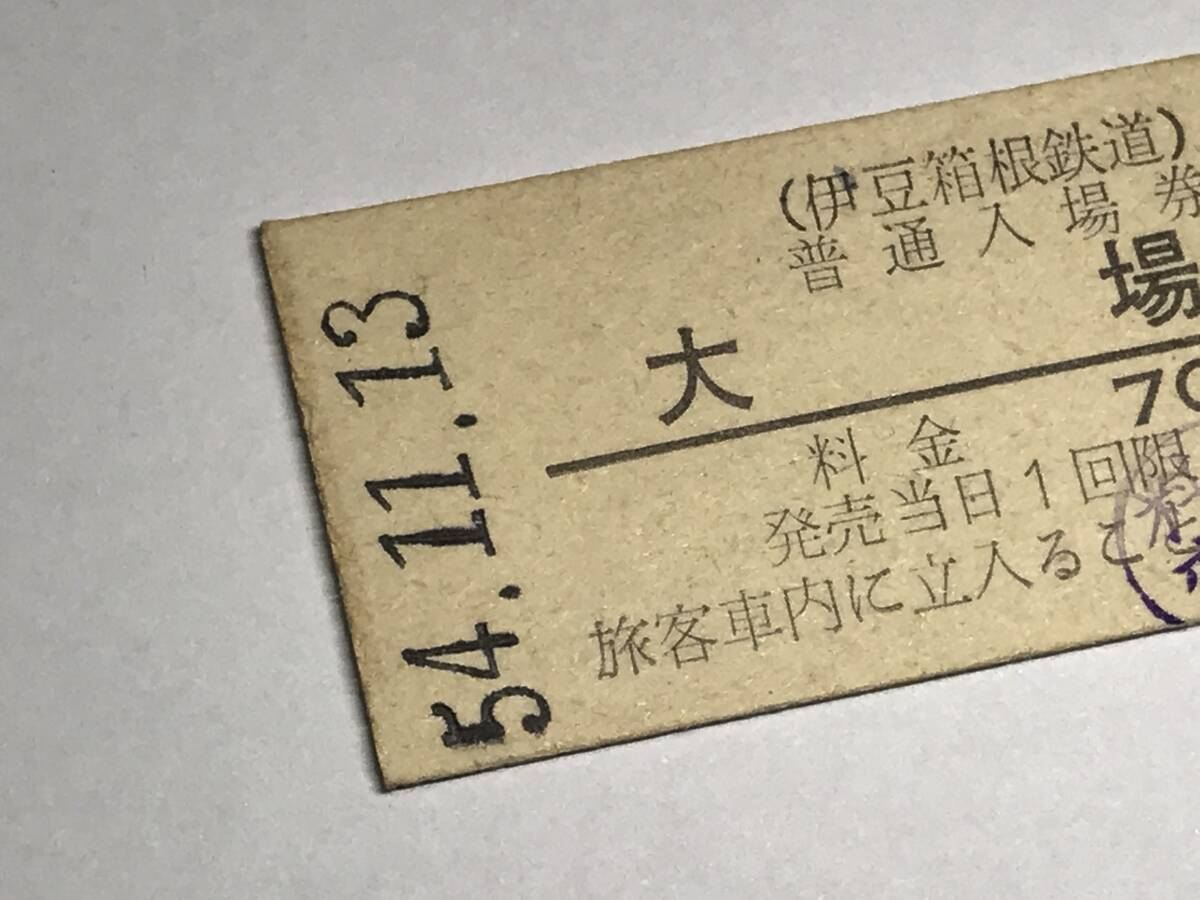 (伊豆箱根鉄道)
普通入場券
大場
料金 70
発売当日1回限
旅客車内に立入ること
54.11.13